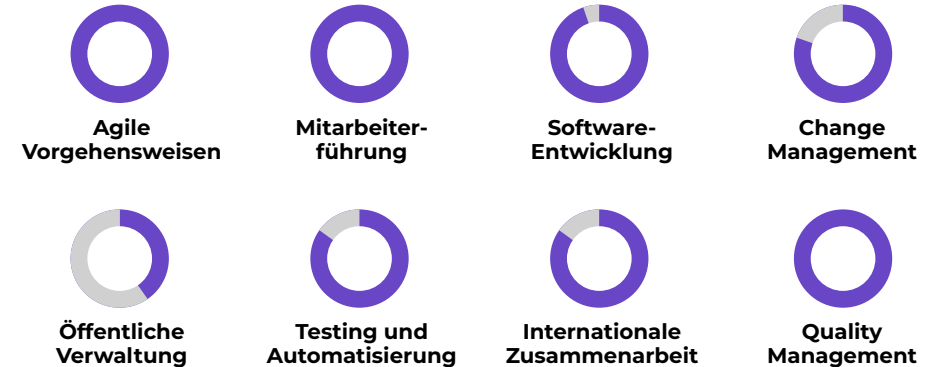 Agile
Vorgehensweisen
Mitarbeiter-
führung
Software-
Entwicklung
Change
Management
Öffentliche
Verwaltung
Testing und
Automatisierung
Internationale
Zusammenarbeit
Quality
Management